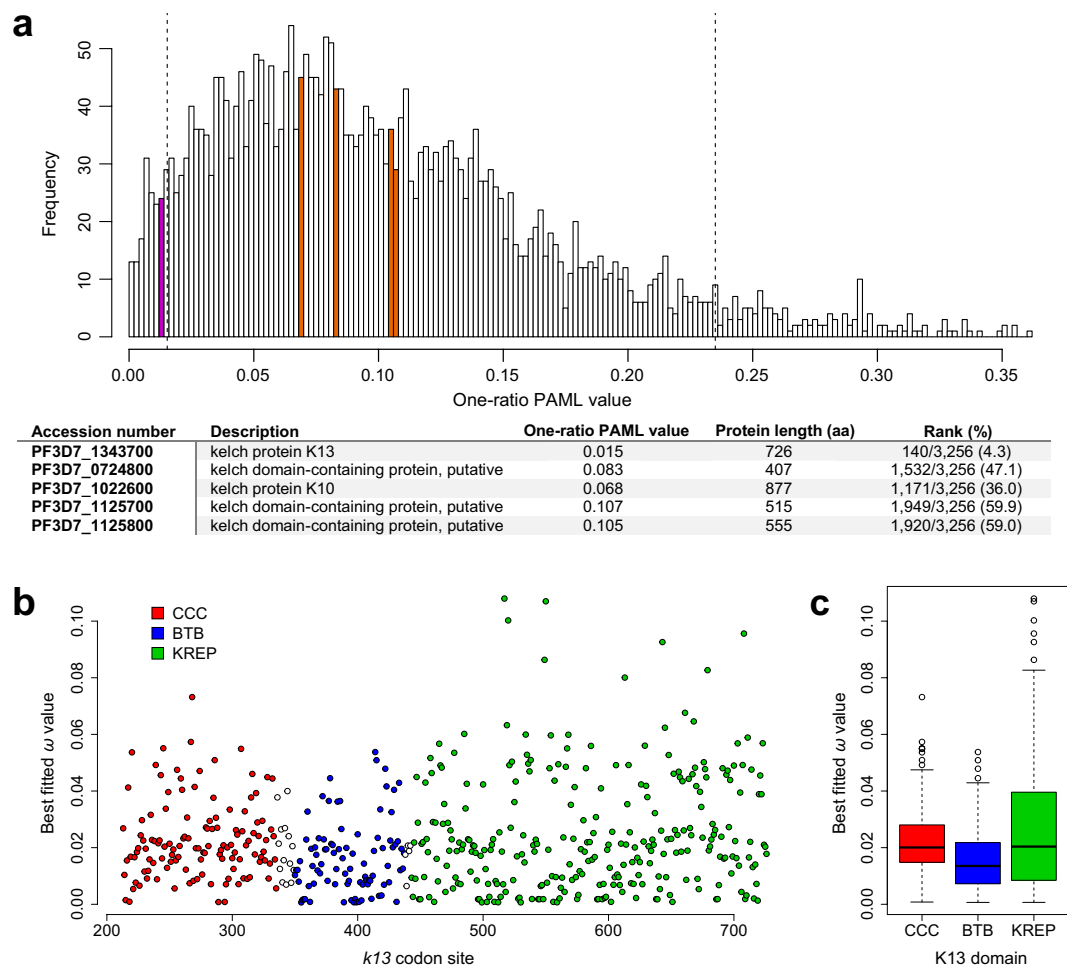 a
Frequency
50
40
30
20
10
0
0.00 0.05 0.10 0.15 0.20 0.25 0.30 0.35
One-ratio PAML value
Accession number Description One-ratio PAML value Protein length (aa) Rank (%)
PF3D7_1343700 kelch protein K13 0.015 726 140/3,256 (4.3)
PF3D7_0724800 kelch domain-containing protein, putative 0.083 407 1,532/3,256 (47.1)
PF3D7_1022600 kelch protein K10 0.068 877 1,171/3,256 (36.0)
PF3D7_1125700 kelch domain-containing protein, putative 0.107 515 1,949/3,256 (59.9)
PF3D7_1125800 kelch domain-containing protein, putative 0.105 555 1,920/3,256 (59.0)
b
CCC
BTB
KREP
Best fitted ω value
0.10
0.08
0.06
0.04
0.02
0.00
200 300 400 500 600 700
k13 codon site
c
Best fitted ω value
0.10
0.08
0.06
0.04
0.02
0.00
CCC BTB KREP
K13 domain